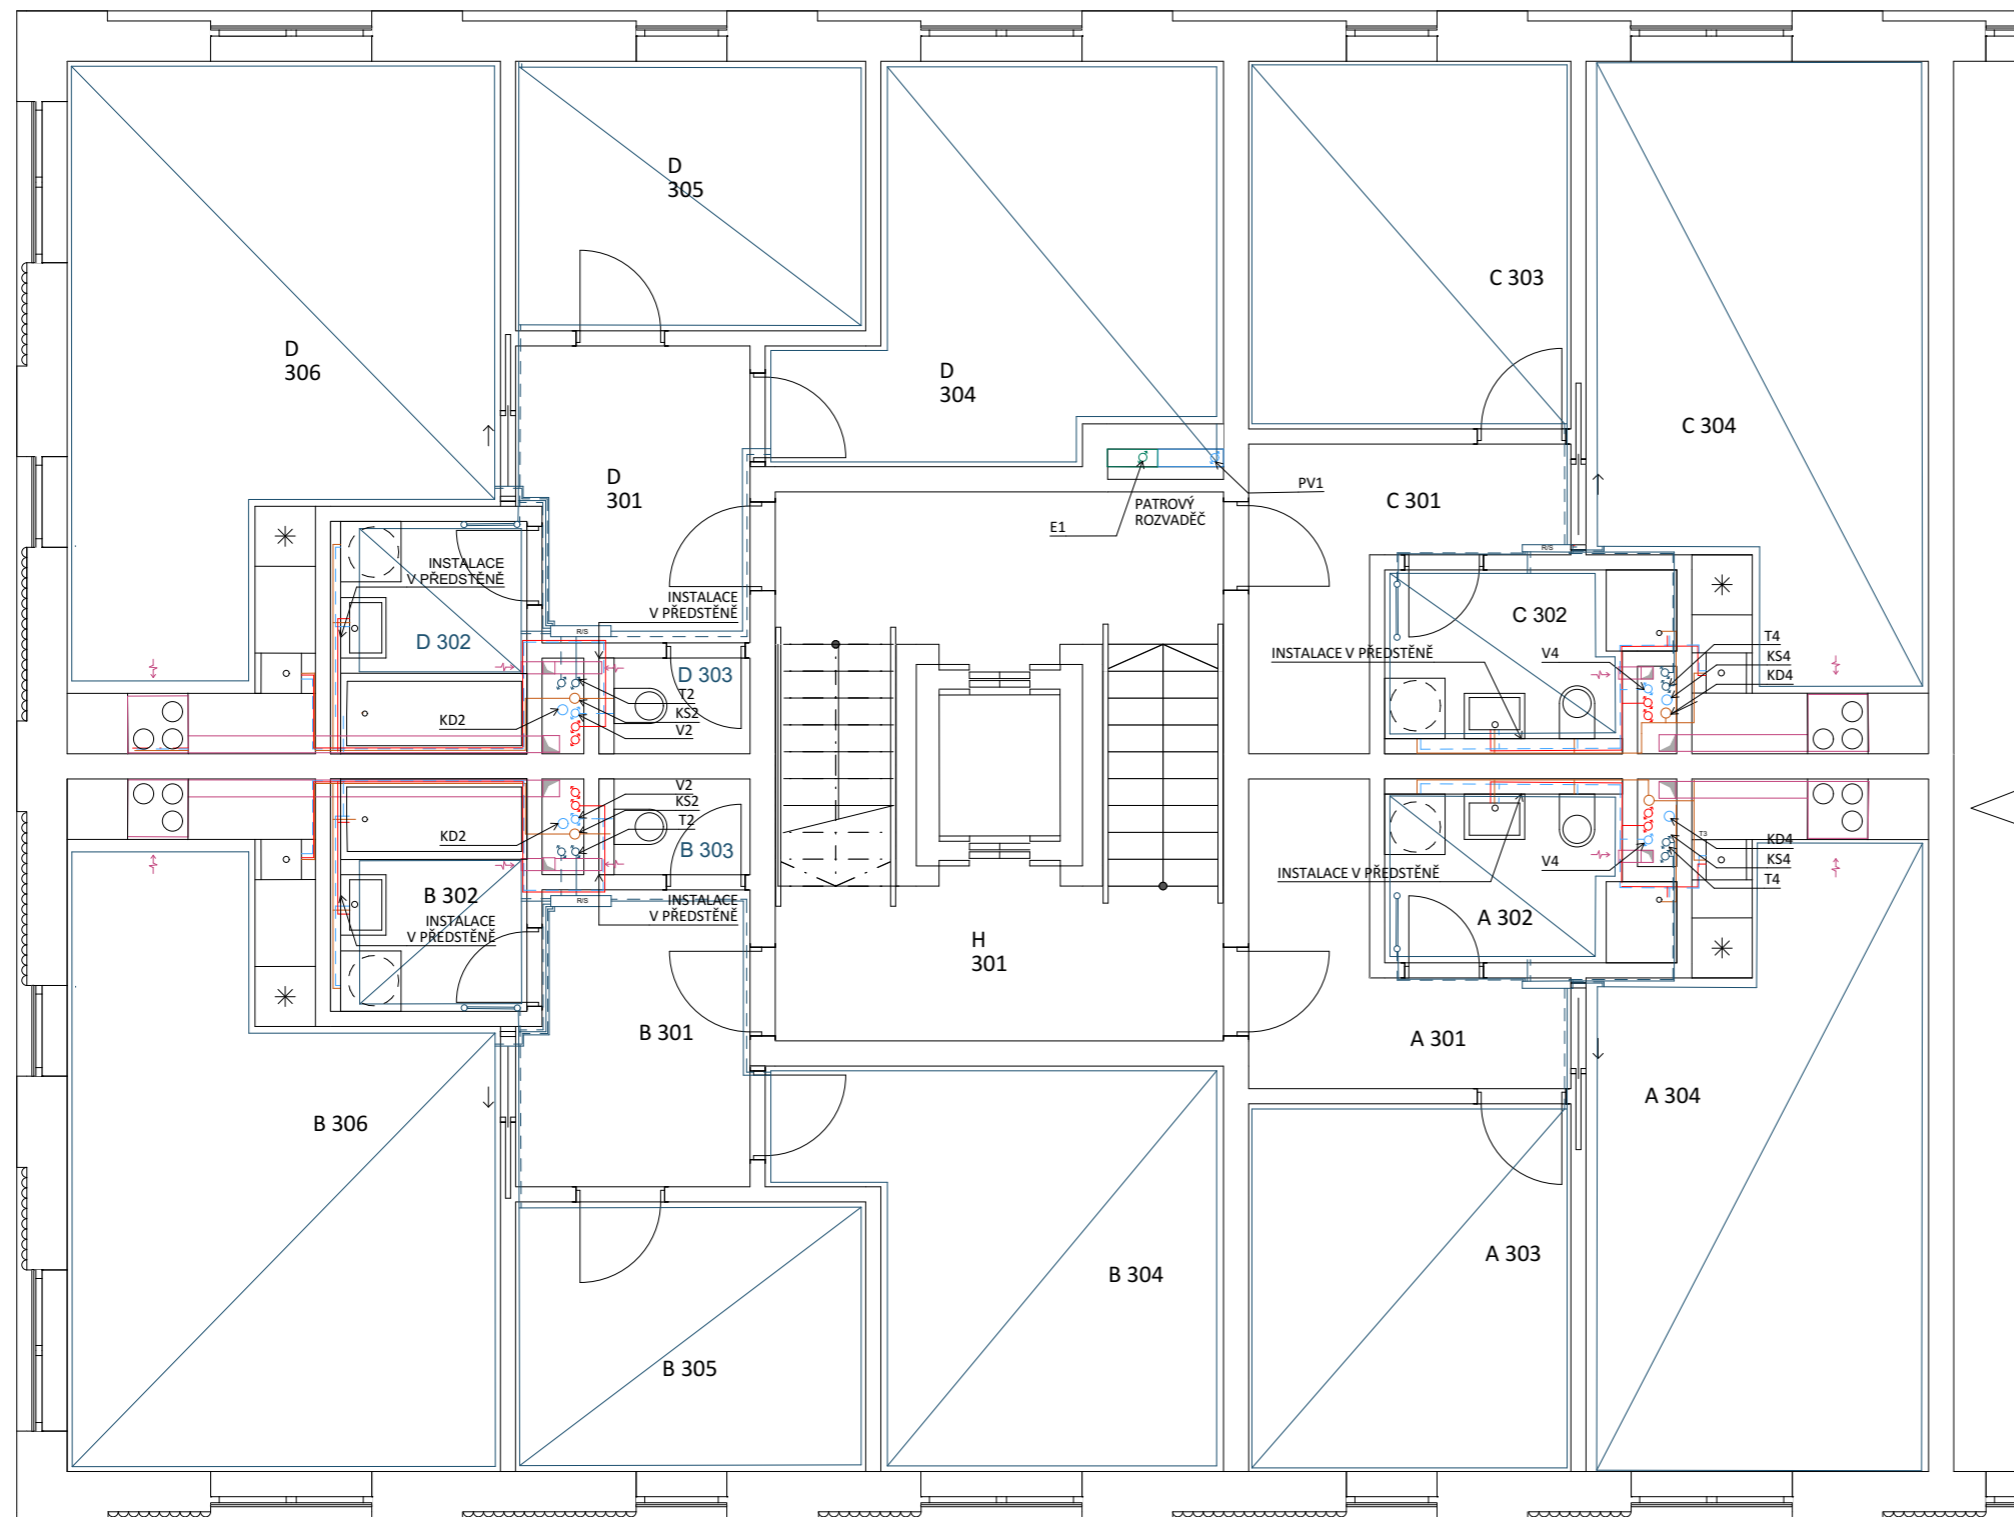 D
305
C 303
D
306
D
304
C 304
D
301
PV1
C 301
PATROVÝ
ROZVADĚČ
E1
R/S
INSTALACE
V PŘEDSTĚNĚ
INSTALACE
V PŘEDSTĚNĚ
C 302
R/S
D 302
T4
INSTALACE V PŘEDSTĚNĚ
V4
KS4
D 303
KD4
T2
KS2
KD2
V2
V2
KS2
T2
KD2
B 303
T3
KD4
V4
KS4
INSTALACE V PŘEDSTĚNĚ
T4
B 302
R/S
INSTALACE
V PŘEDSTĚNĚ
INSTALACE
V PŘEDSTĚNĚ
A 302
H
301
B 301
A 301
A 304
B 306
A 303
B 304
B 305